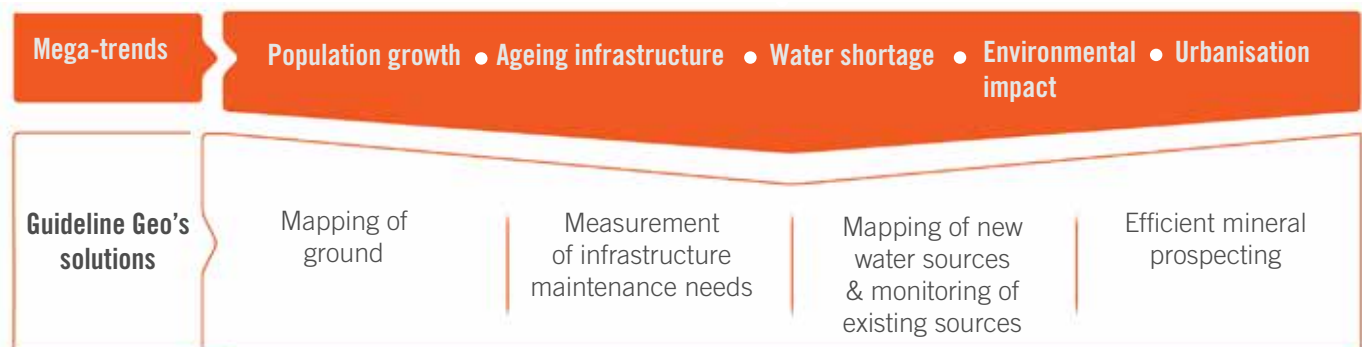 Mega-trends
Population growth • Ageing infrastructure • Water shortage • Environmental impact • Urbanisation
Guideline Geo's
solutions
Mapping of
ground
Measurement
of infrastructure
maintenance needs
Mapping of new
water sources
& monitoring of
existing sources
Efficient mineral
prospecting